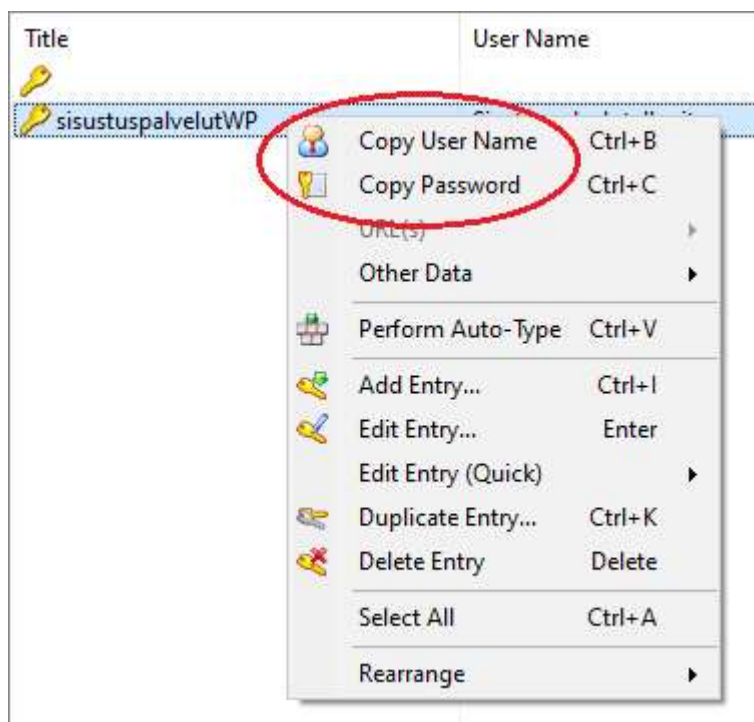 Title User Name
sisustuspalvelutWP
Copy User Name Ctrl+B
Copy Password Ctrl+C
URL(s)
Other Data
Perform Auto-Type Ctrl+V
Add Entry... Ctrl+I
Edit Entry... Enter
Edit Entry (Quick)
Duplicate Entry... Ctrl+K
Delete Entry Delete
Select All Ctrl+A
Rearrange